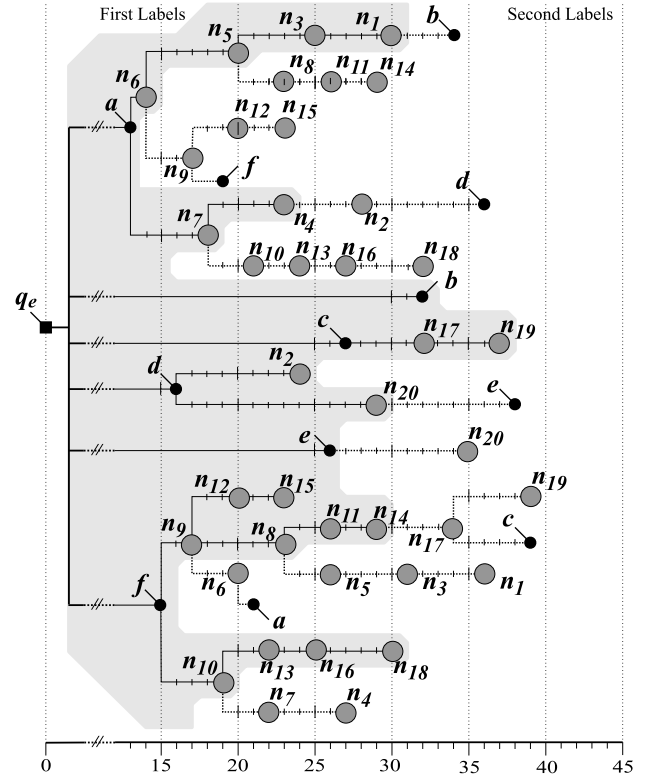 First Labels Second Labels
n3 n1 b
n5
n6 n8 n11 n14
a n12 n15
n9 f
d
n7 n4 n2
n10 n13 n16 n18
b
qe
c n17 n19
d n2
n20 e
e n20
n12 n15 n19
n9 n8 n11 n14 n17 c
n6 n5 n3 n1
f a
n10 n13 n16 n18
n7 n4
0 15 20 25 30 35 40 45